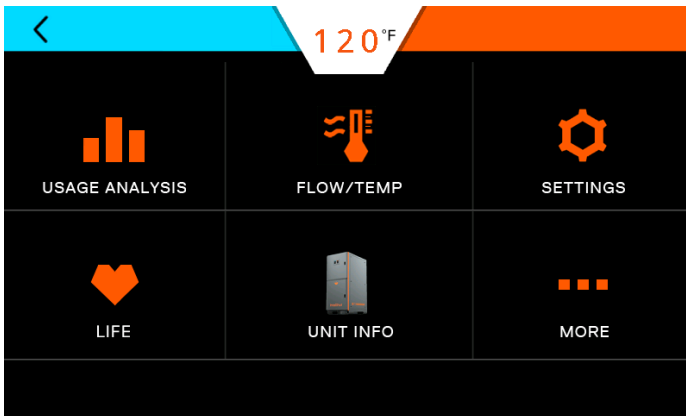 120°F
USAGE ANALYSIS
FLOW/TEMP
SETTINGS
LIFE
UNIT INFO
MORE